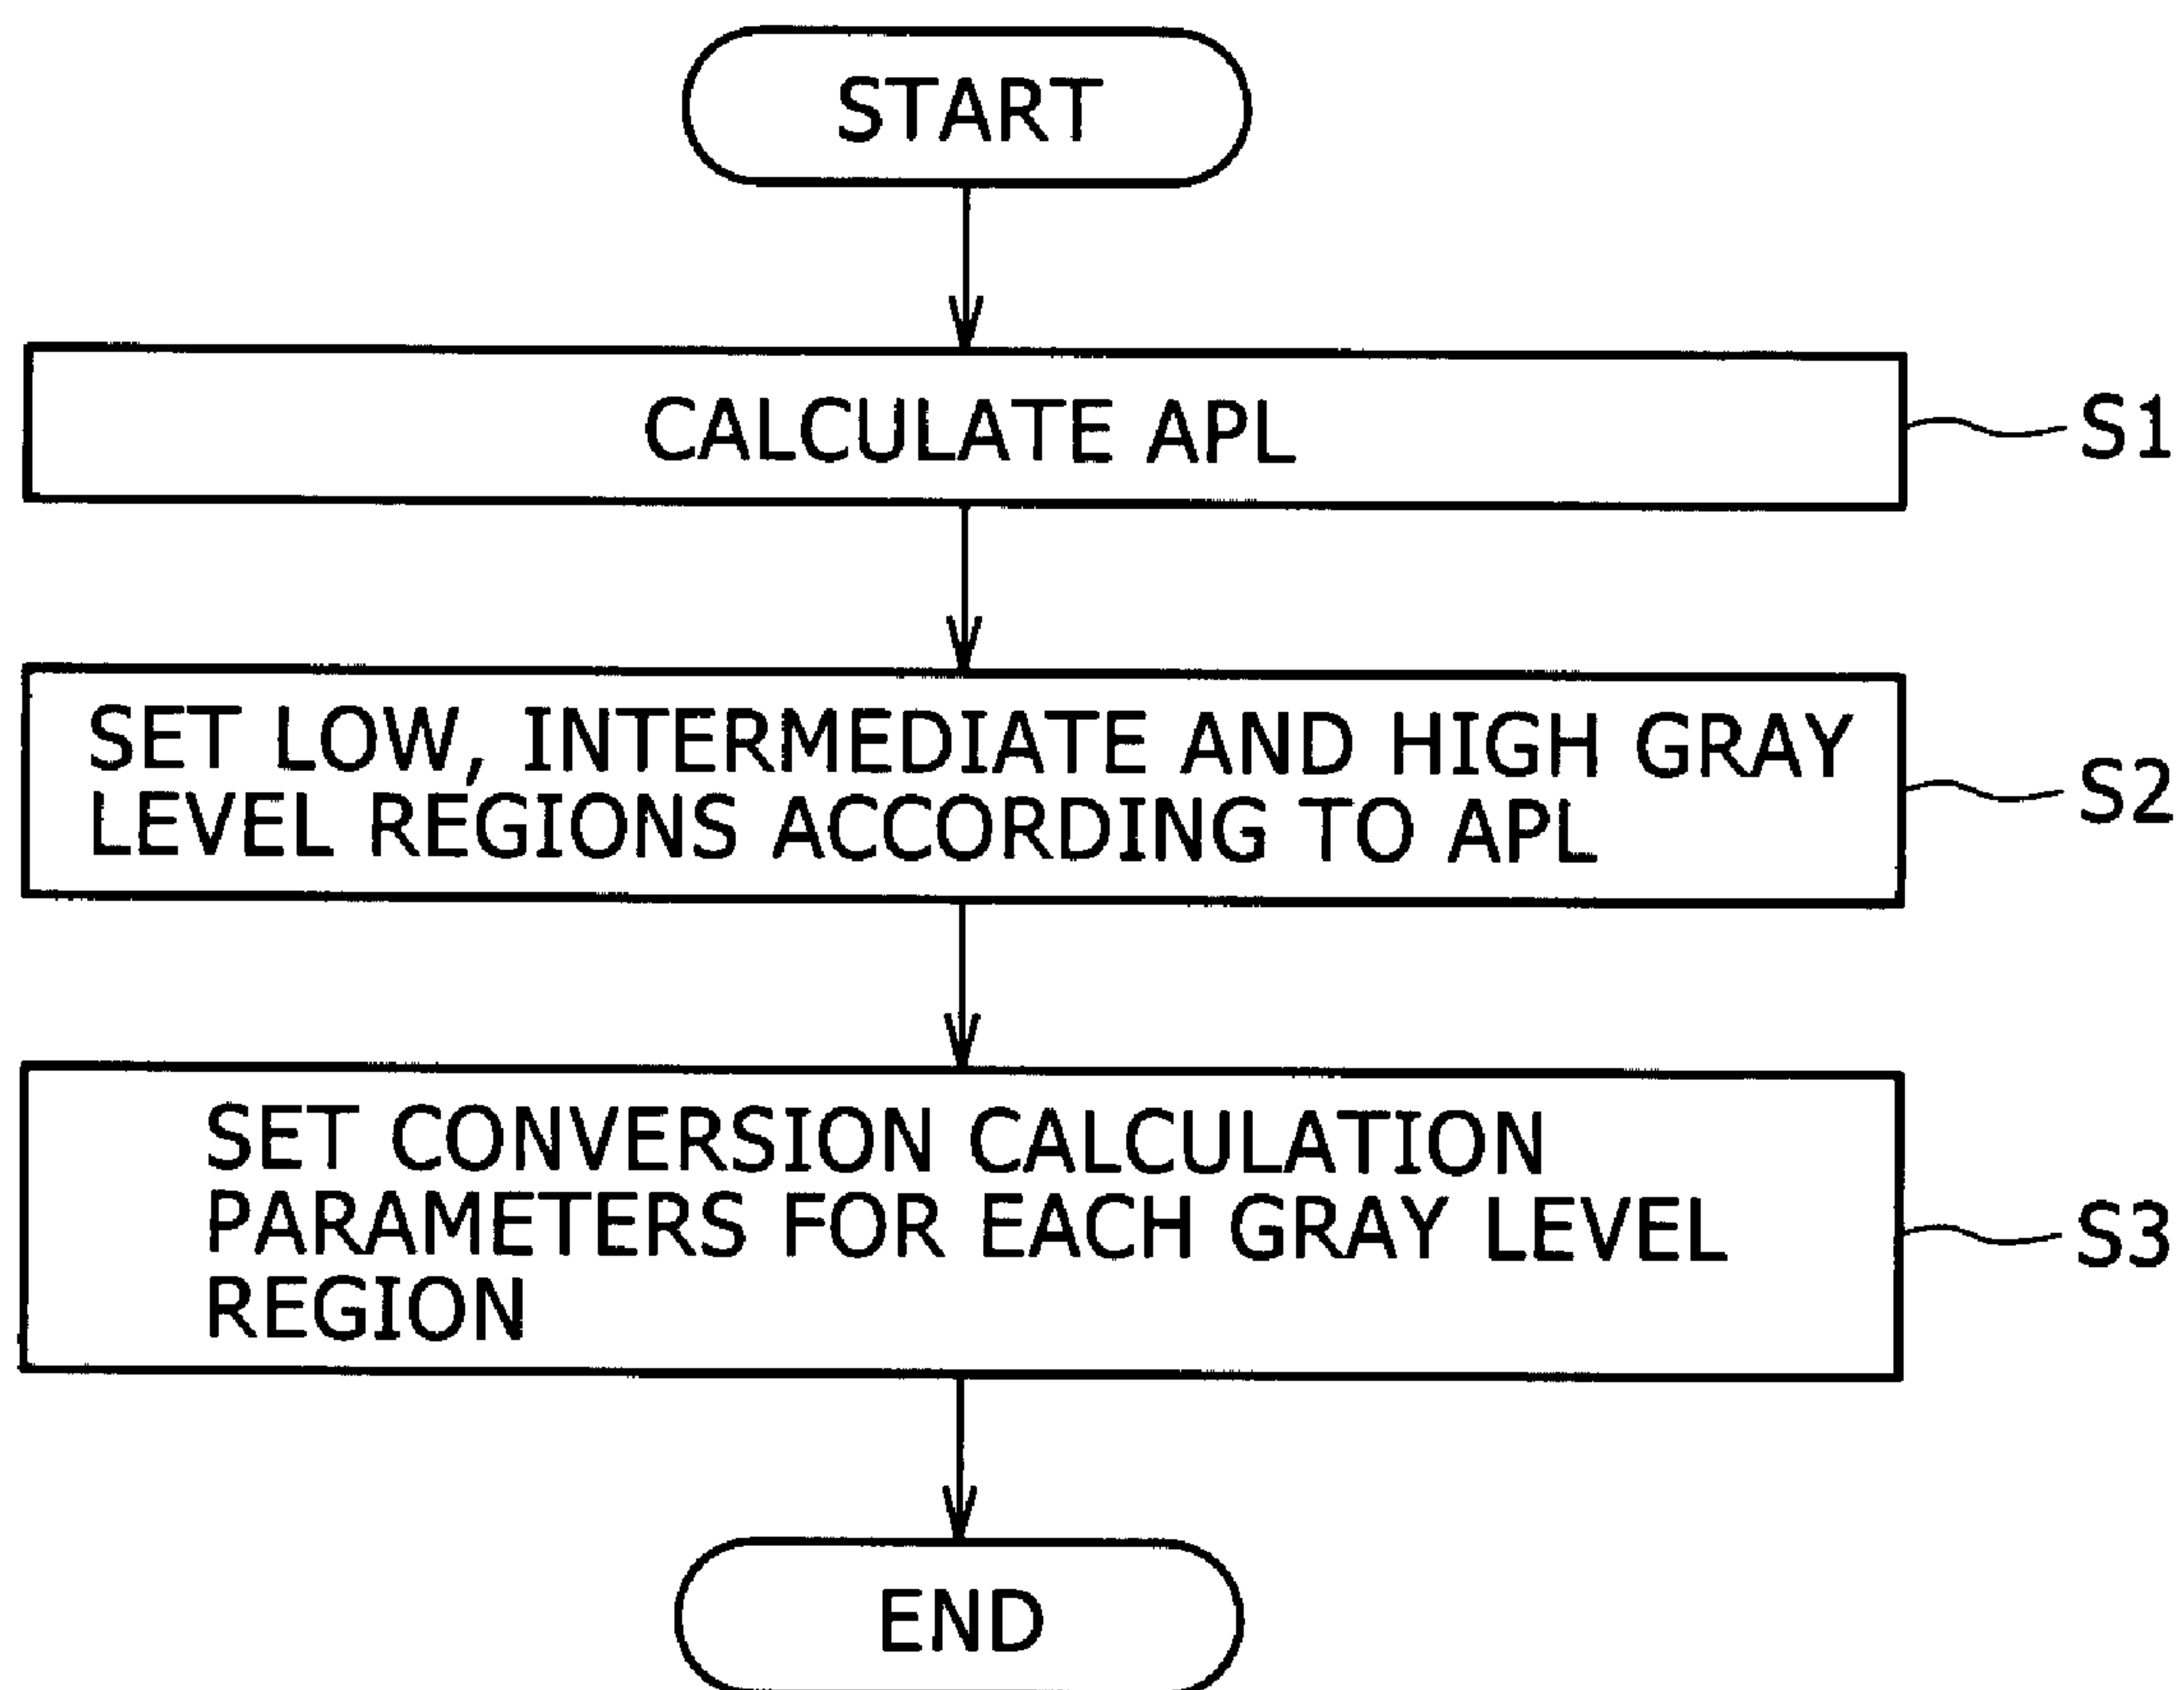 START
CALCULATE APL
S1
SET LOW, INTERMEDIATE AND HIGH GRAY
LEVEL REGIONS ACCORDING TO APL
S2
SET CONVERSION CALCULATION
PARAMETERS FOR EACH GRAY LEVEL
REGION
S3
END